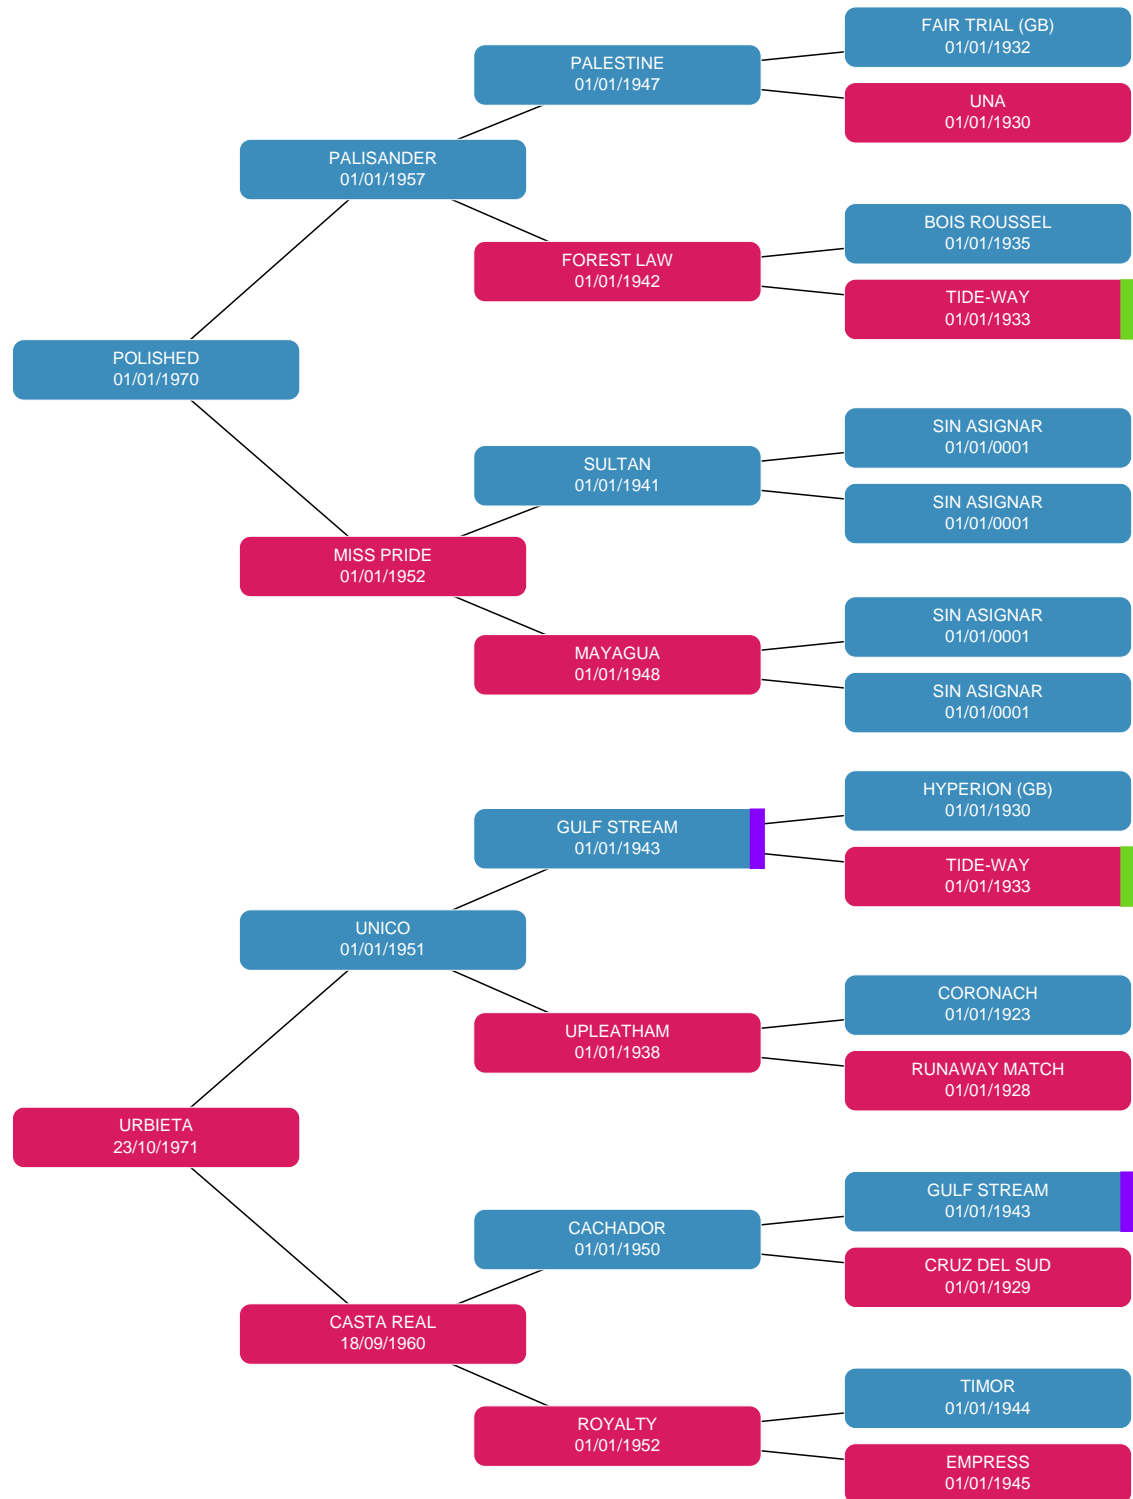 FAIR TRIAL (GB)
01/01/1932
PALESTINE
01/01/1947
UNA
01/01/1930
PALISANDER
01/01/1957
BOIS ROUSSEL
01/01/1935
FOREST LAW
01/01/1942
TIDE-WAY
01/01/1933
POLISHED
01/01/1970
SIN ASIGNAR
01/01/0001
SULTAN
01/01/1941
SIN ASIGNAR
01/01/0001
MISS PRIDE
01/01/1952
SIN ASIGNAR
01/01/0001
MAYAGUA
01/01/1948
SIN ASIGNAR
01/01/0001
HYPERION (GB)
01/01/1930
GULF STREAM
01/01/1943
TIDE-WAY
01/01/1933
UNICO
01/01/1951
CORONACH
01/01/1923
UPLEATHAM
01/01/1938
RUNAWAY MATCH
01/01/1928
URBIETA
23/10/1971
GULF STREAM
01/01/1943
CACHADOR
01/01/1950
CRUZ DEL SUD
01/01/1929
CASTA REAL
18/09/1960
TIMOR
01/01/1944
ROYALTY
01/01/1952
EMPRESS
01/01/1945